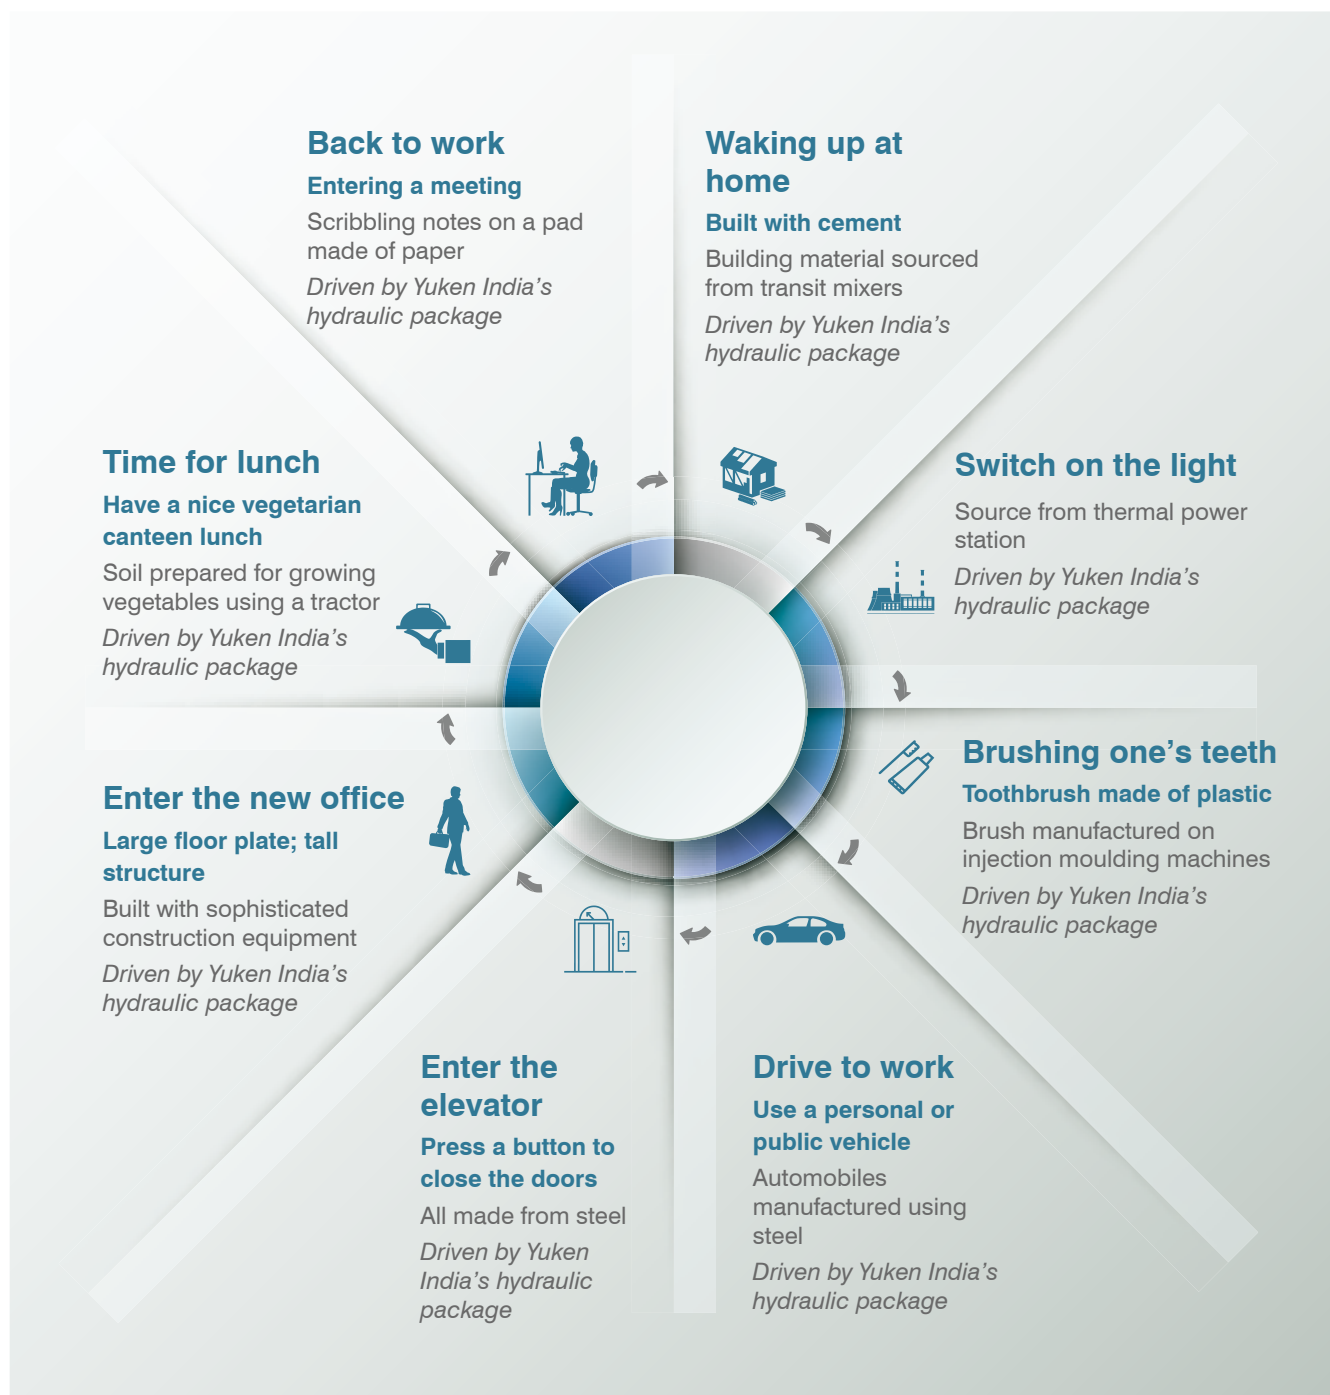 Back to work
Entering a meeting
Scribbling notes on a pad
made of paper
Driven by Yuken India’s
hydraulic package
Waking up at
home
Built with cement
Building material sourced
from transit mixers
Driven by Yuken India’s
hydraulic package
Switch on the light
Source from thermal power
station
Driven by Yuken India’s
hydraulic package
Brushing one’s teeth
Toothbrush made of plastic
Brush manufactured on
injection moulding machines
Driven by Yuken India’s
hydraulic package
Drive to work
Use a personal or
public vehicle
Automobiles
manufactured using
steel
Driven by Yuken India’s
hydraulic package
Enter the
elevator
Press a button to
close the doors
All made from steel
Driven by Yuken
India’s hydraulic
package
Enter the new office
Large floor plate; tall
structure
Built with sophisticated
construction equipment
Driven by Yuken India’s
hydraulic package
Time for lunch
Have a nice vegetarian
canteen lunch
Soil prepared for growing
vegetables using a tractor
Driven by Yuken India’s
hydraulic package